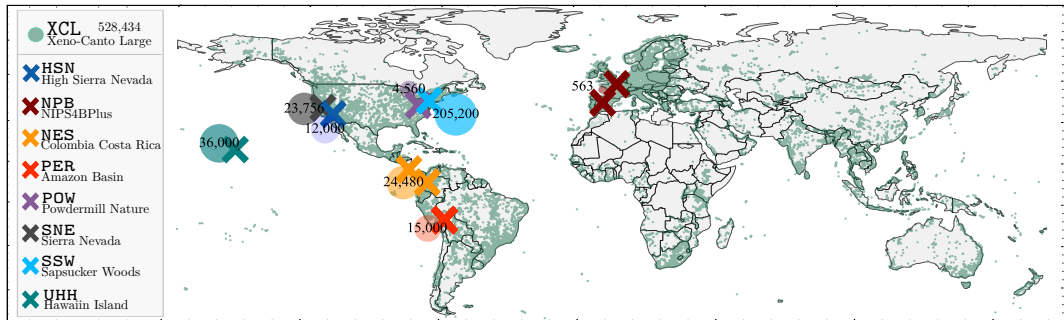 XCL 528,434
Xeno-Canto Large
HSN
High Sierra Nevada
NPB
NIPS4BPlus
NES
Colombia Costa Rica
PER
Amazon Basin
POW
Powdermill Nature
SNE
Sierra Nevada
SSW
Sapsucker Woods
UHH
Hawaiin Island
4,560
563
23,756
205,200
12,000
36,000
24,480
15,000